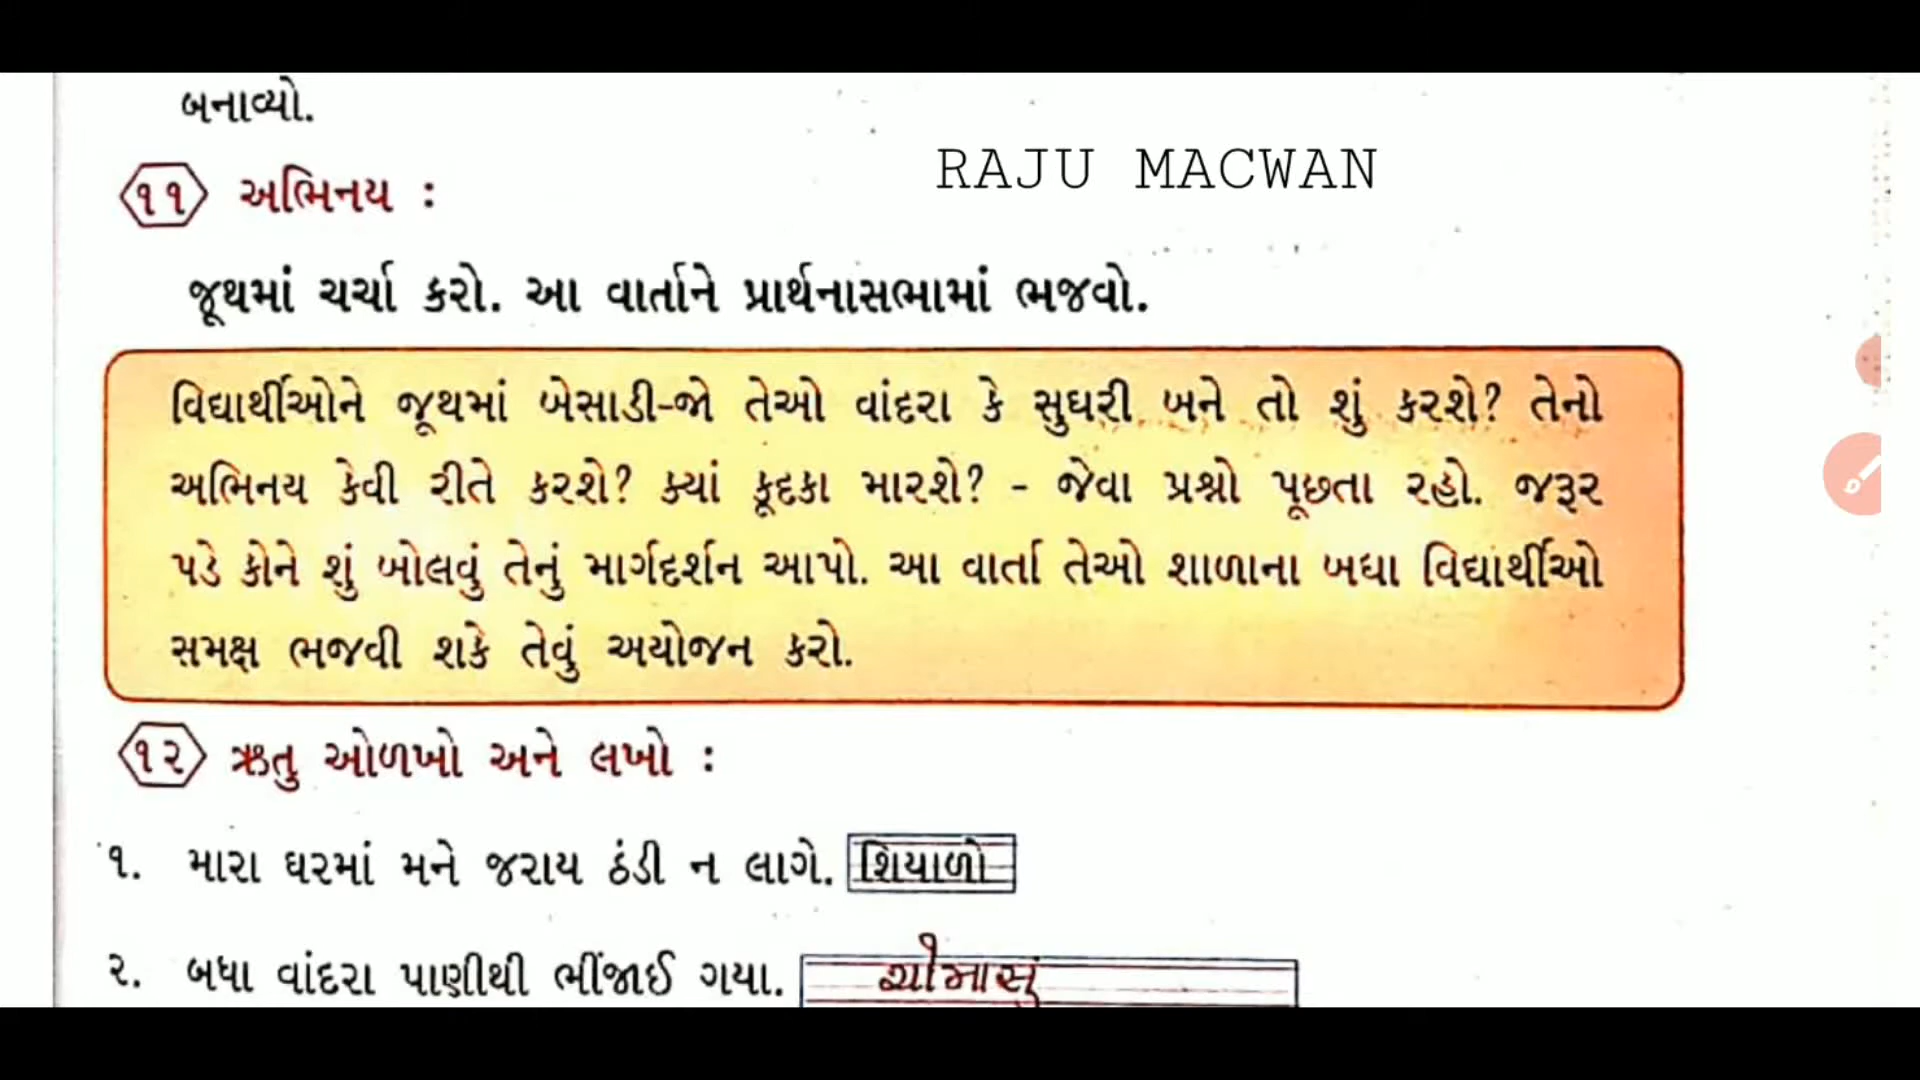 બનાવ્યો.
RAJU MACWAN
૧૧ અભિનય :
જૂથમાં ચર્ચા કરો. આ વાર્તાને પ્રાર્થનાસભામાં ભજવો.
વિદ્યાર્થીઓને જૂથમાં બેસાડી-જો તેઓ વાંદરા કે સુઘરી બને તો શું કરશે? તેનો
અભિનય કેવી રીતે કરશે? ક્યાં કૂદકા મારશે? - જેવા પ્રશ્નો પૂછતા રહો. જરૂર
પડે કોને શું બોલવું તેનું માર્ગદર્શન આપો. આ વાર્તા તેઓ શાળાના બધા વિદ્યાર્થીઓ
સમક્ષ ભજવી શકે તેવું અયોજન કરો.
૧૨ ઋતુ ઓળખો અને લખો :
૧. મારા ઘરમાં મને જરાય ઠંડી ન લાગે. શિયાળો
૨. બધા વાંદરા પાણીથી ભીંજાઈ ગયા. ચોમાસું